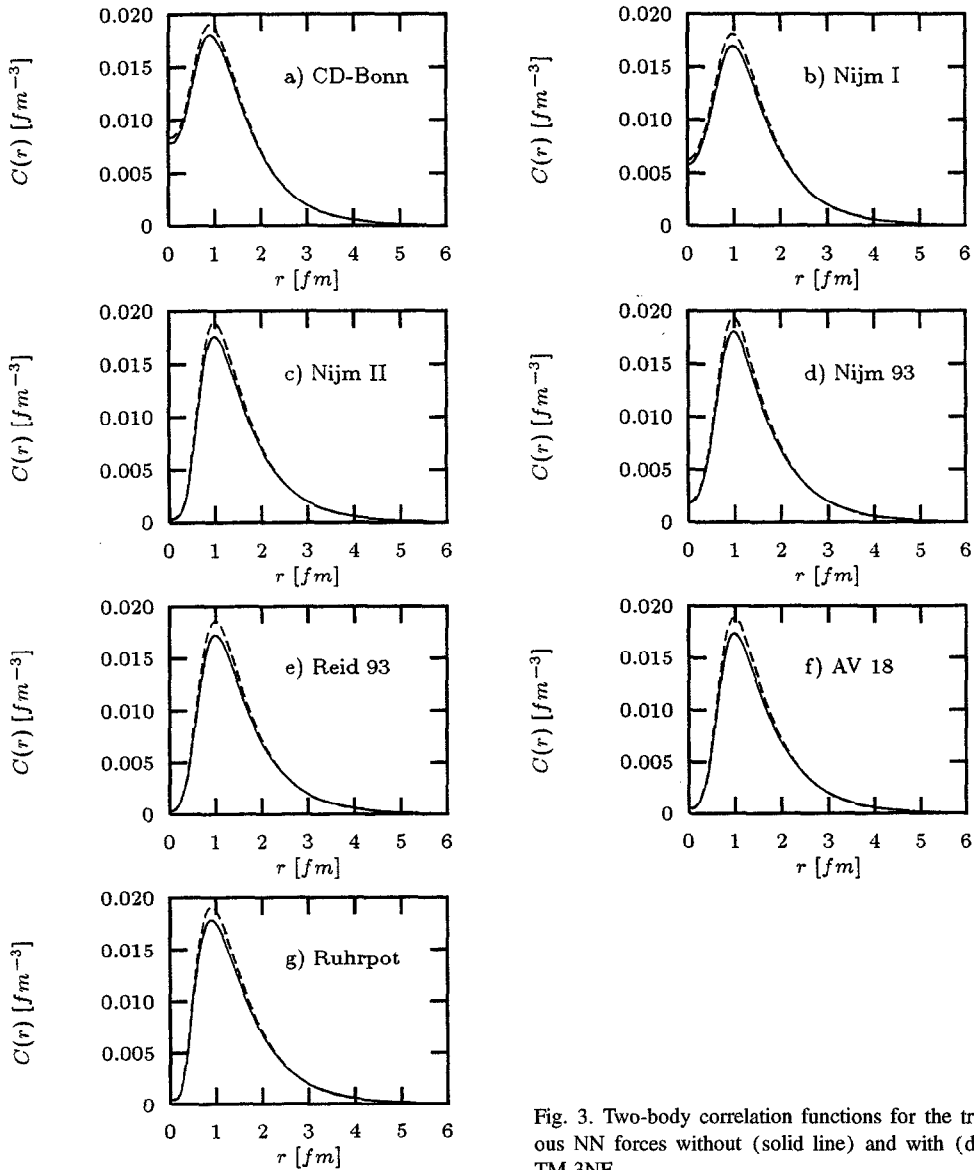 0.020
0.015
0.010
0.005
0
C(r) [fm⁻³]
a) CD-Bonn
0 1 2 3 4 5 6
r [fm]
0.020
0.015
0.010
0.005
0
C(r) [fm⁻³]
b) Nijm I
0 1 2 3 4 5 6
r [fm]
0.020
0.015
0.010
0.005
0
C(r) [fm⁻³]
c) Nijm II
0 1 2 3 4 5 6
r [fm]
0.020
0.015
0.010
0.005
0
C(r) [fm⁻³]
d) Nijm 93
0 1 2 3 4 5 6
r [fm]
0.020
0.015
0.010
0.005
0
C(r) [fm⁻³]
e) Reid 93
0 1 2 3 4 5 6
r [fm]
0.020
0.015
0.010
0.005
0
C(r) [fm⁻³]
f) AV 18
0 1 2 3 4 5 6
r [fm]
0.020
0.015
0.010
0.005
0
C(r) [fm⁻³]
g) Ruhrpot
0 1 2 3 4 5 6
r [fm]
Fig. 3. Two-body correlation functions for the
ous NN forces without (solid line) and with
TM 3NF